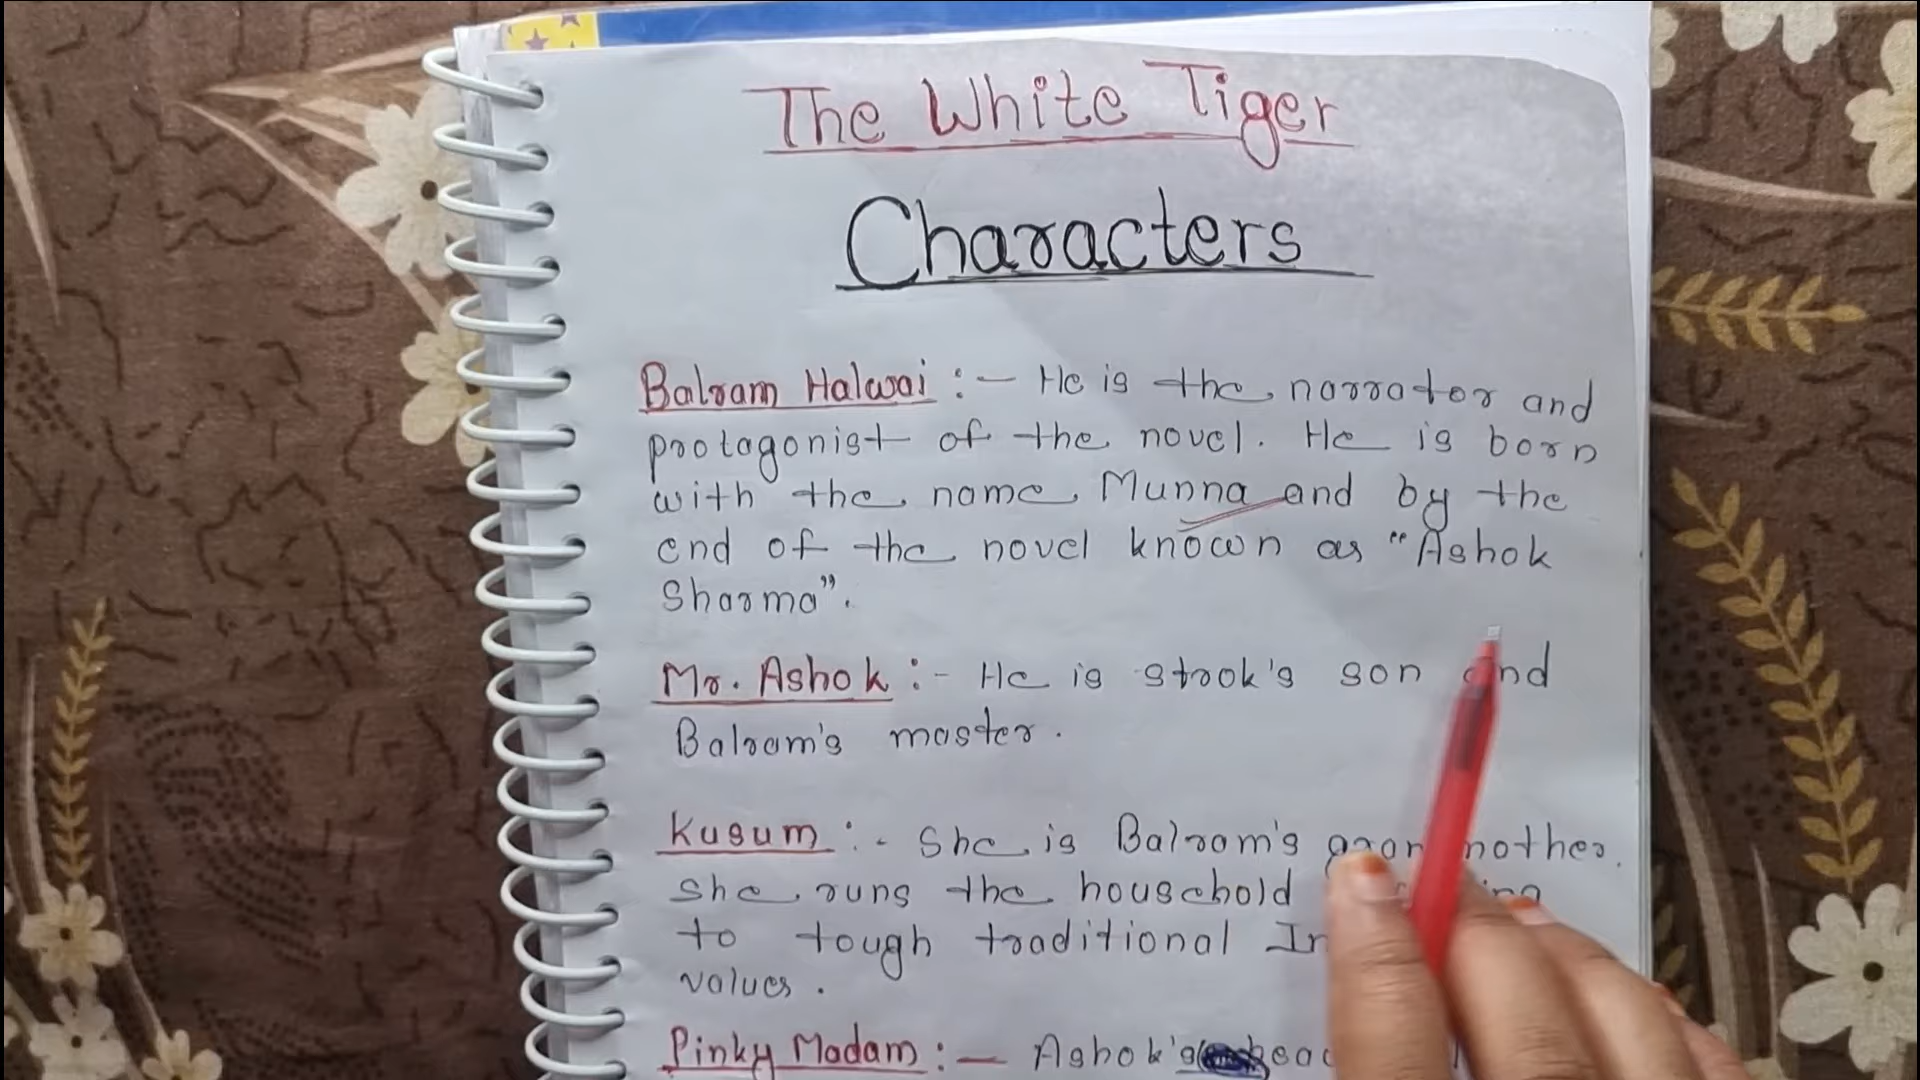 The White Tiger
Characters
Balram Halwai :- He is the narrator and
protagonist of the novel. He is born
with the name Munna and by the
end of the novel known as "Ashok
Sharma".
Mr. Ashok :- He is strok's son and
Balram's master.
Kusum :- She is Balram's
she runs the household
to tough traditional
values.
Pinky Madam :- Ashok's